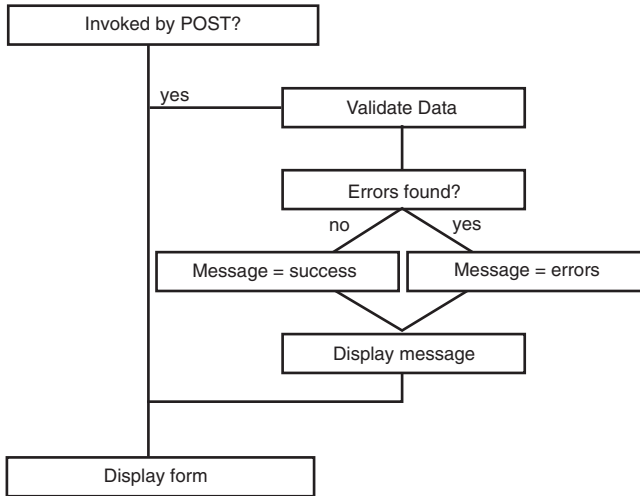 Invoked by POST?
yes
Validate Data
Errors found?
no
yes
Message = success
Message = errors
Display message
Display form